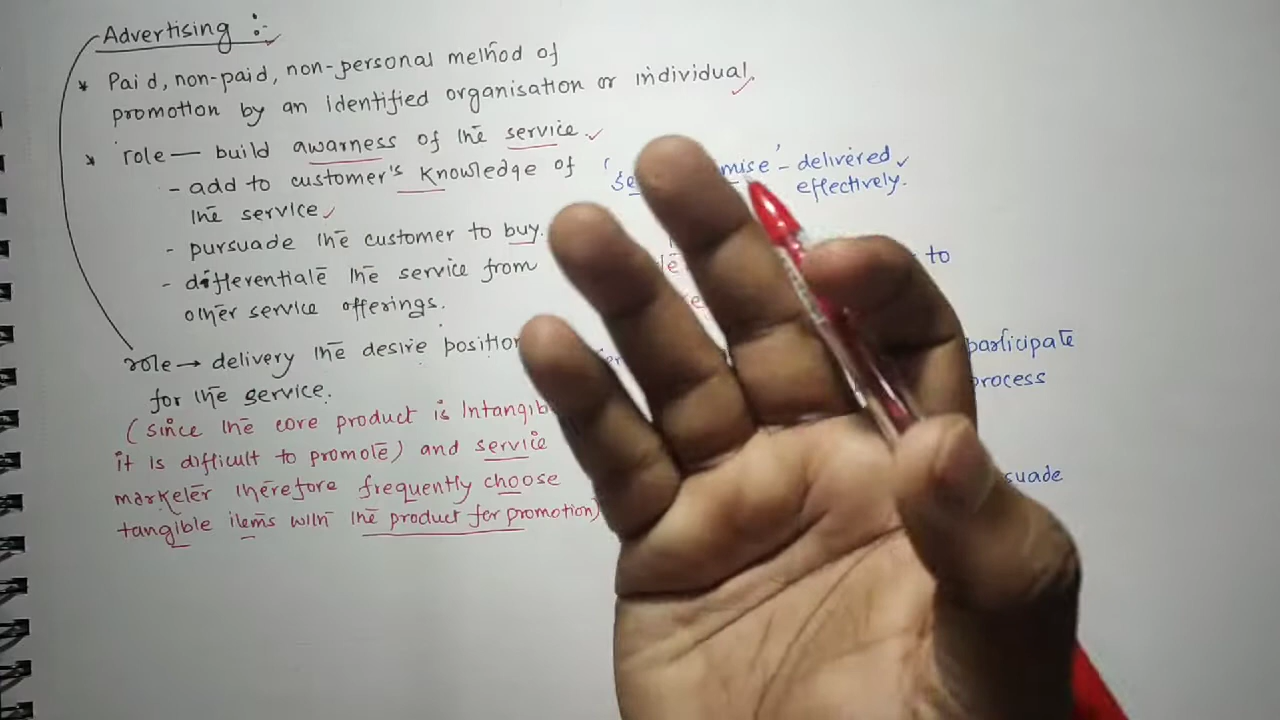 Advertising :-
* Paid, non-paid, non-personal method of
promotion by an identified organisation or individual.
* role — build awarness of the service.
- add to customer's knowledge of
the service
- pursuade the customer to buy.
- differentiate the service from
other service offerings.
role → delivery the desire position
for the service.
(since the core product is
it is difficult to promote) and service
marketer therefore frequently choose
tangible items with the product for promotion)
- delivered
effectively.
to
participate